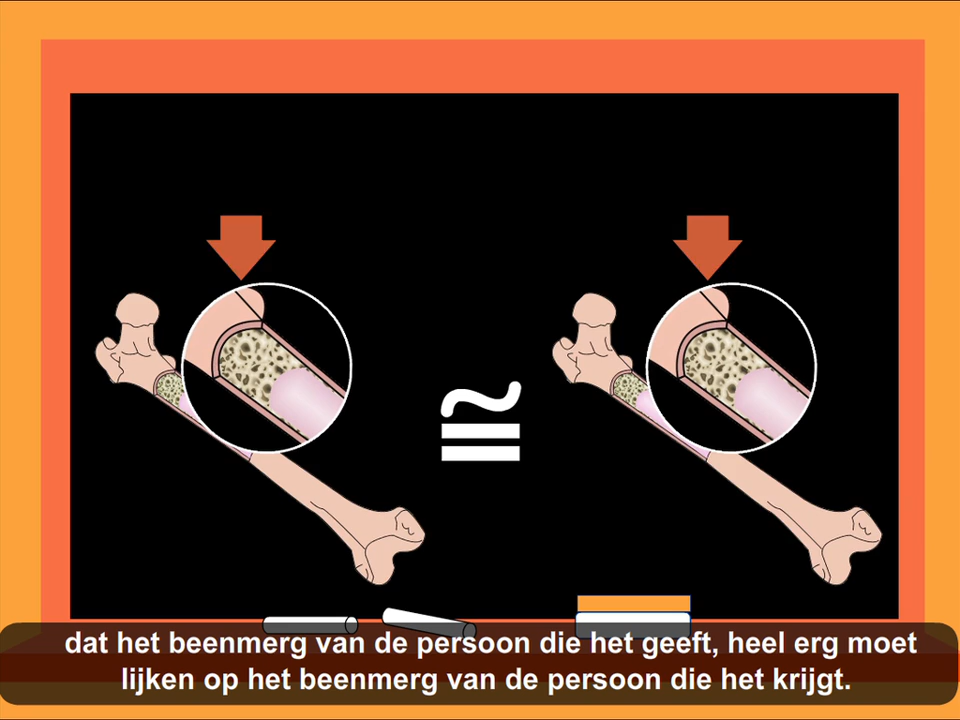 ≅
dat het beenmerg van de persoon die het geeft, heel erg moet
lijken op het beenmerg van de persoon die het krijgt.